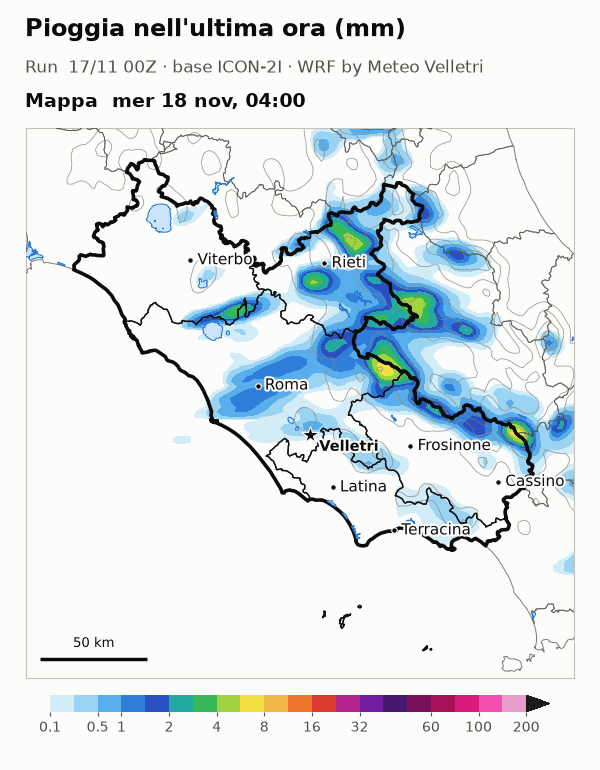 Pioggia nell'ultima ora (mm)
Run  17/11 00Z · base ICON-2I · WRF by Meteo Velletri
Mappa  mer 18 nov, 04:00
Viterbo
Rieti
Roma
Velletri
Frosinone
Latina
Cassino
Terracina
50 km
0.1 0.5 1 2 4 8 16 32 60 100 200